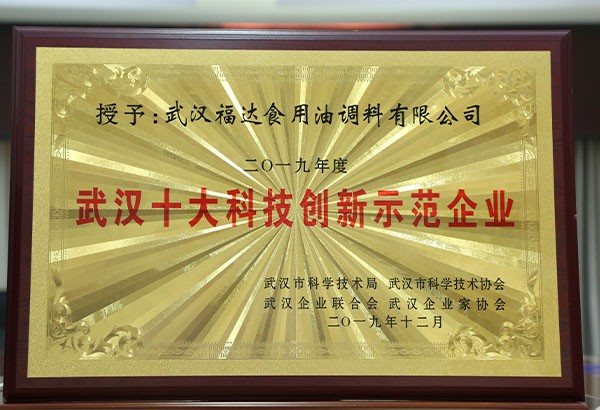 授予：武汉福达食用油调料有限公司
二〇一九年度
武汉十大科技创新示范企业
武汉市科学技术局 武汉市科学技术协会
武汉企业联合会 武汉企业家协会
二〇一九年十二月